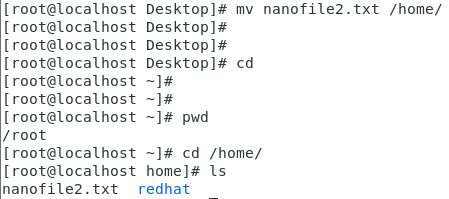 [root@localhost Desktop]# mv nanofile2.txt /home/
[root@localhost Desktop]#
[root@localhost Desktop]#
[root@localhost Desktop]# cd
[root@localhost ~]#
[root@localhost ~]#
[root@localhost ~]# pwd
/root
[root@localhost ~]# cd /home/
[root@localhost home]# ls
nanofile2.txt  redhat